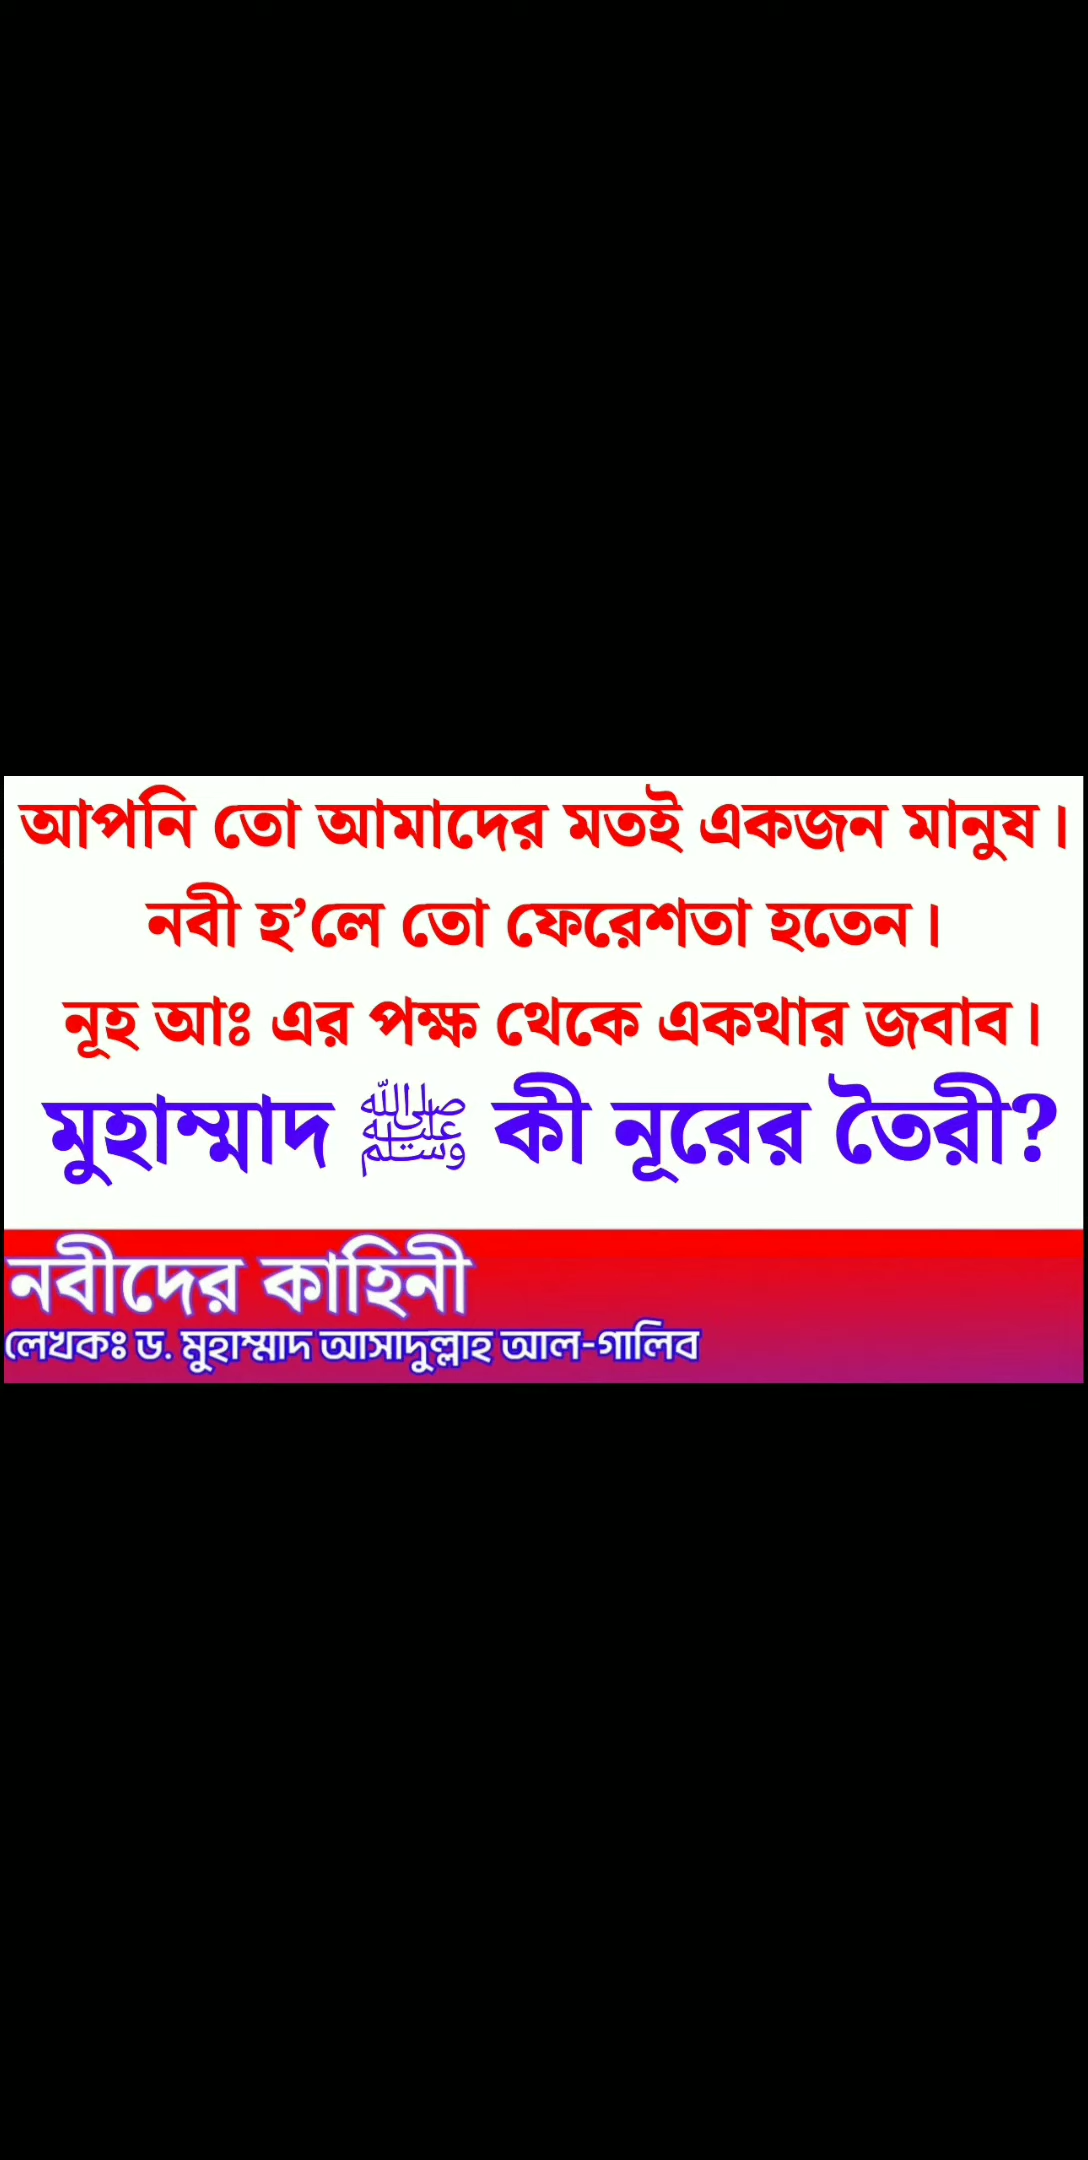 আপনি তো আমাদের মতই একজন মানুষ।
নবী হ’লে তো ফেরেশতা হতেন।
নূহ আঃ এর পক্ষ থেকে একথার জবাব।
মুহাম্মাদ ﷺ কী নূরের তৈরী?
নবীদের কাহিনী
লেখকঃ ড. মুহাম্মাদ আসাদুল্লাহ আল-গালিব